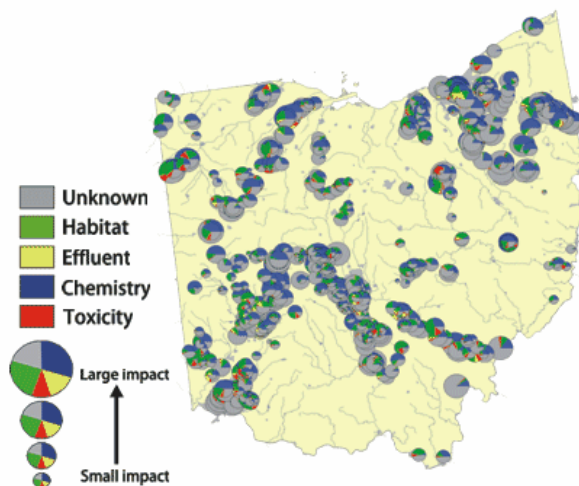 Unknown
Habitat
Effluent
Chemistry
Toxicity
Large impact
Small impact